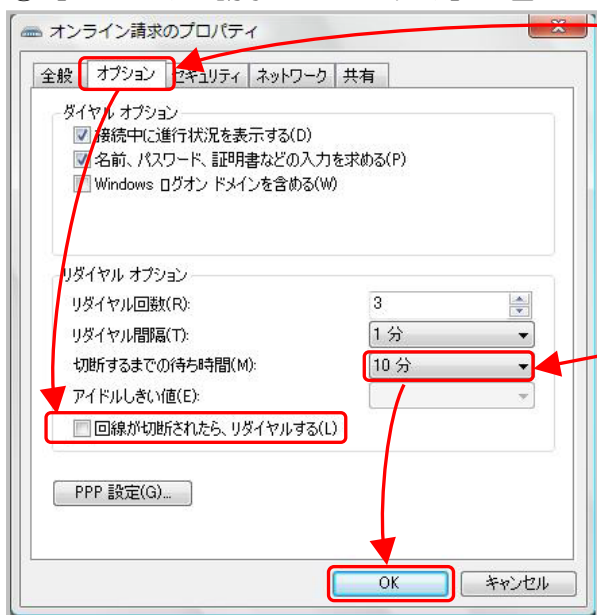 オンライン請求のプロパティ
全般 オプション セキュリティ ネットワーク 共有
ダイヤル オプション
接続中に進行状況を表示する(D)
名前、パスワード、証明書などの入力を求める(P)
Windows ログオン ドメインを含める(W)
リダイヤル オプション
リダイヤル回数(R): 3
リダイヤル間隔(T): 1 分
切断するまでの待ち時間(M): 10 分
アイドルしきい値(E):
回線が切断されたら、リダイヤルする(L)
PPP 設定(G)...
OK キャンセル